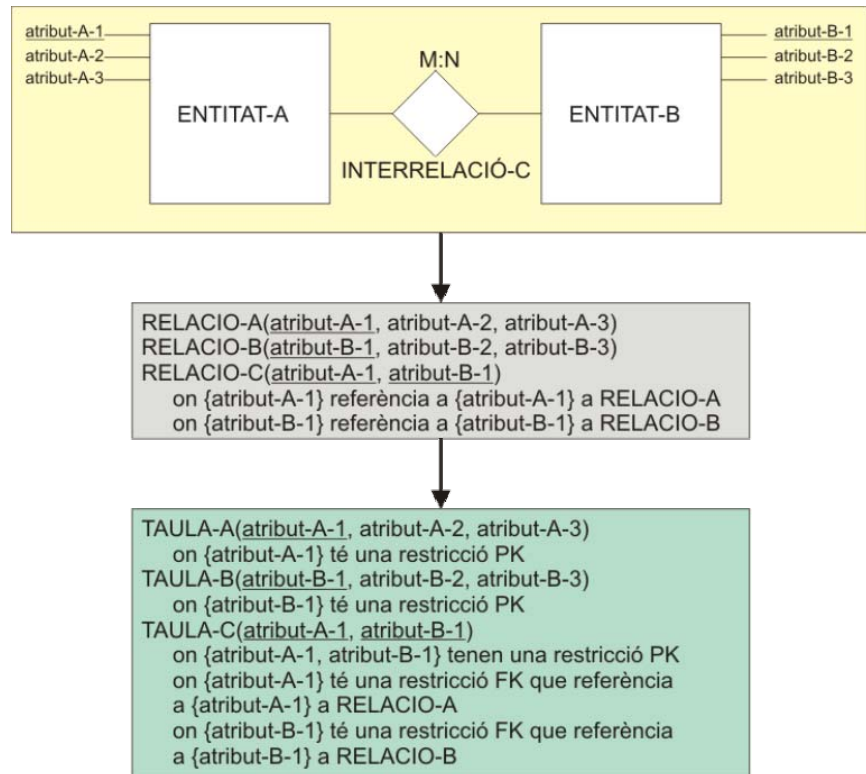 atribut-A-1
atribut-A-2
atribut-A-3
ENTITAT-A
M:N
INTERRELACIÓ-C
ENTITAT-B
atribut-B-1
atribut-B-2
atribut-B-3
RELACIO-A(atribut-A-1, atribut-A-2, atribut-A-3)
RELACIO-B(atribut-B-1, atribut-B-2, atribut-B-3)
RELACIO-C(atribut-A-1, atribut-B-1)
on {atribut-A-1} referència a {atribut-A-1} a RELACIO-A
on {atribut-B-1} referència a {atribut-B-1} a RELACIO-B
TAULA-A(atribut-A-1, atribut-A-2, atribut-A-3)
on {atribut-A-1} té una restricció PK
TAULA-B(atribut-B-1, atribut-B-2, atribut-B-3)
on {atribut-B-1} té una restricció PK
TAULA-C(atribut-A-1, atribut-B-1)
on {atribut-A-1, atribut-B-1} tenen una restricció PK
on {atribut-A-1} té una restricció FK que referència
a {atribut-A-1} a RELACIO-A
on {atribut-B-1} té una restricció FK que referència
a {atribut-B-1} a RELACIO-B